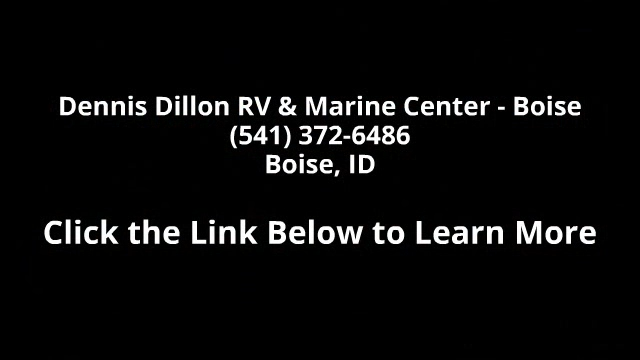 Dennis Dillon RV & Marine Center - Boise
(541) 372-6486
Boise, ID
Click the Link Below to Learn More